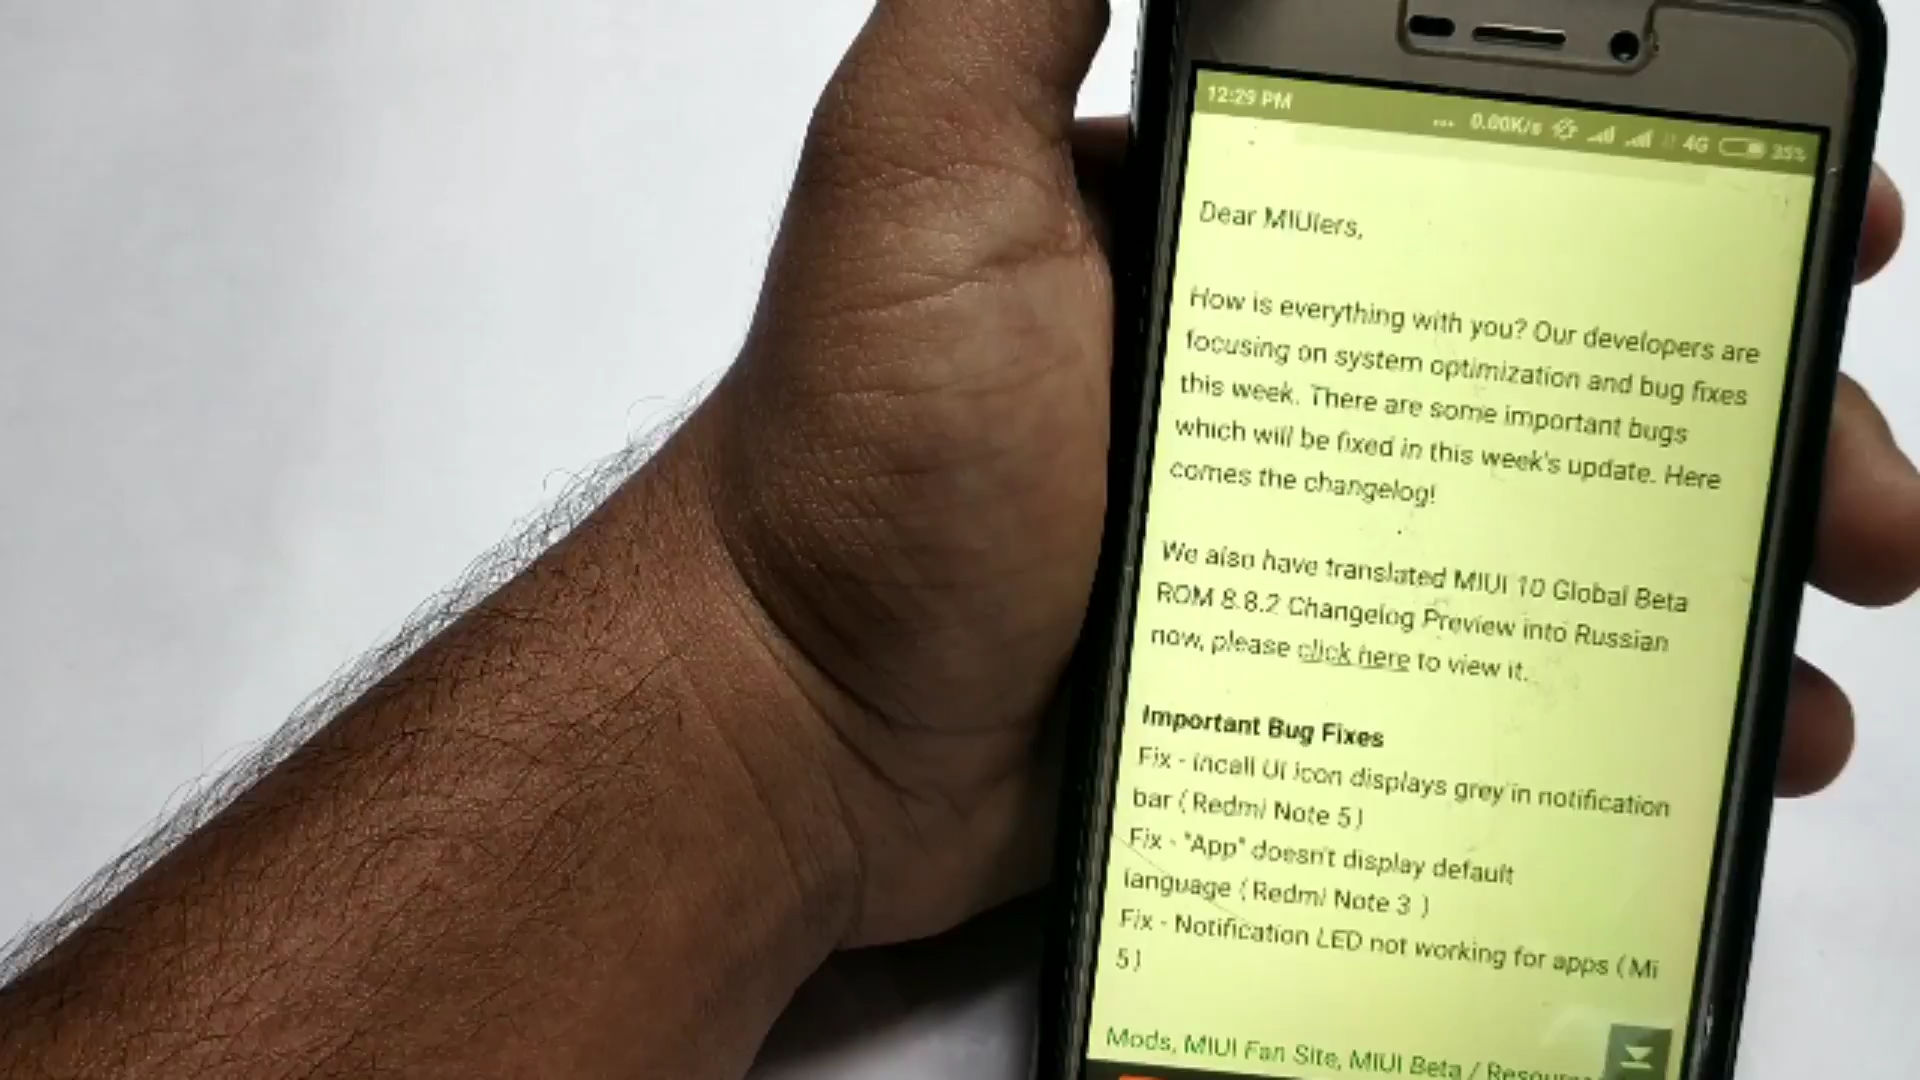 12:29 PM
... 0.00K/s 4G 35%
Dear MIUIers,
How is everything with you? Our developers are
focusing on system optimization and bug fixes
this week. There are some important bugs
which will be fixed in this week's update. Here
comes the changelog!
We also have translated MIUI 10 Global Beta
ROM 8.8.2 Changelog Preview into Russian
now, please click here to view it.
Important Bug Fixes
Fix - Incall UI icon displays grey in notification
bar ( Redmi Note 5 )
Fix - "App" doesn't display default
language ( Redmi Note 3 )
Fix - Notification LED not working for apps ( Mi
5 )
Mods, MIUI Fan Site, MIUI Beta /